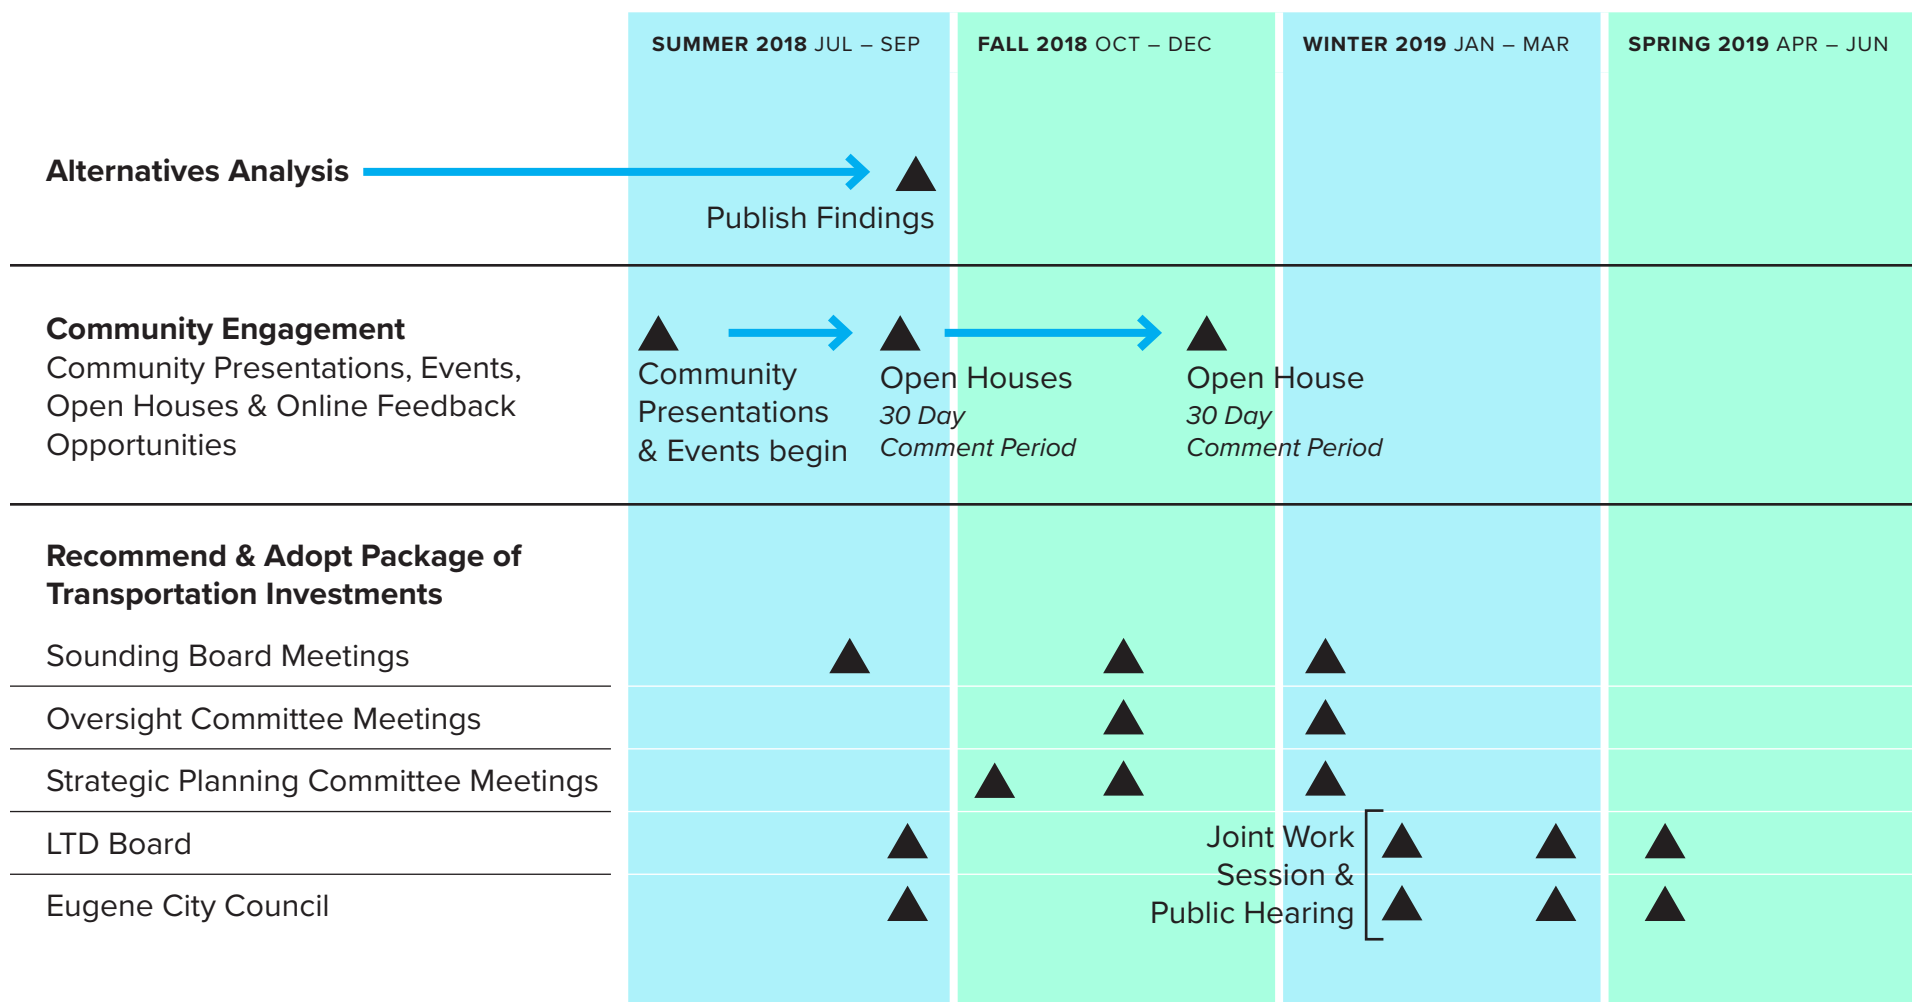 SUMMER 2018 JUL – SEP
FALL 2018 OCT – DEC
WINTER 2019 JAN – MAR
SPRING 2019 APR – JUN
Alternatives Analysis
Publish Findings
Community Engagement
Community Presentations, Events,
Open Houses & Online Feedback
Opportunities
Community
Presentations
& Events begin
Open Houses
30 Day
Comment Period
Open House
30 Day
Comment Period
Recommend & Adopt Package of
Transportation Investments
Sounding Board Meetings
Oversight Committee Meetings
Strategic Planning Committee Meetings
LTD Board
Eugene City Council
Joint Work
Session &
Public Hearing